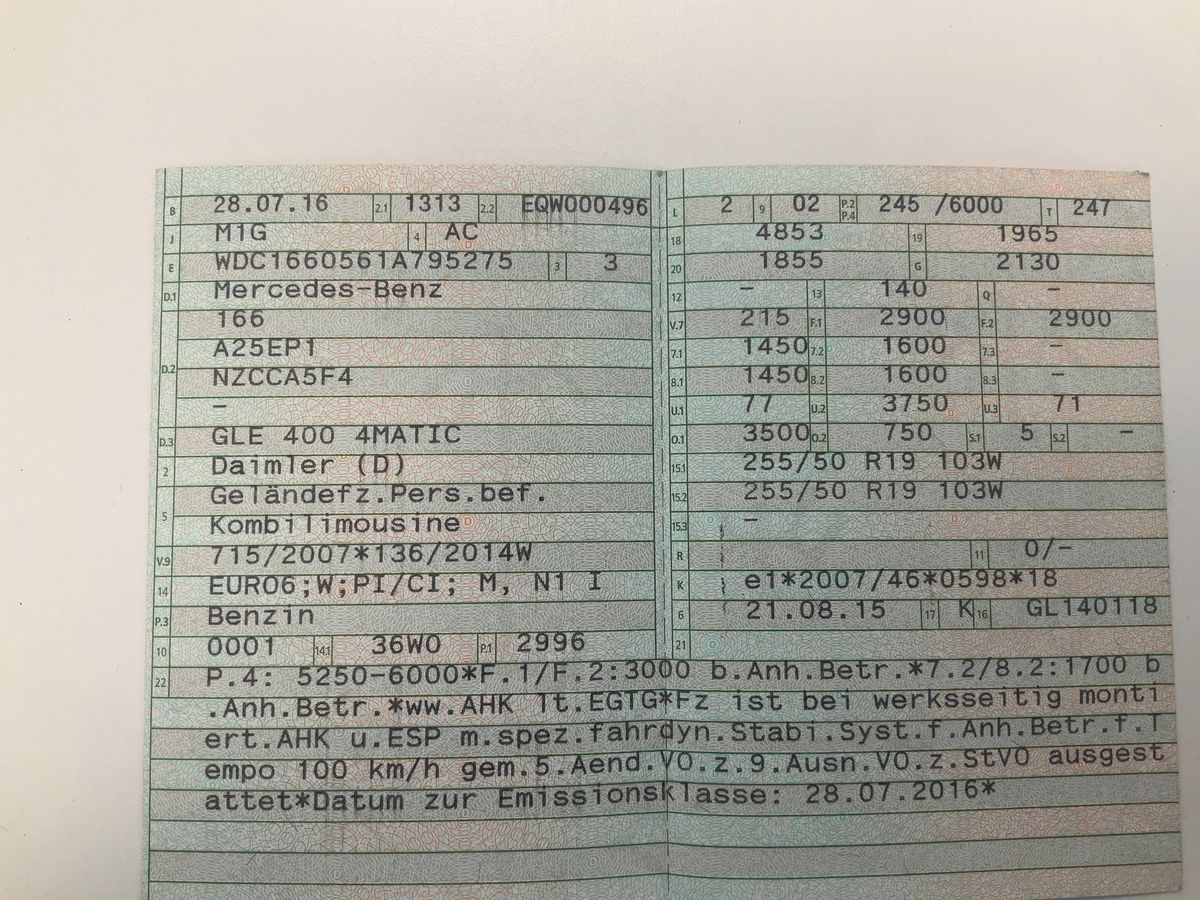 B 28.07.16 2.1 1313 2.2 EQW000496
J M1G 4 AC
E WDC1660561A795275 3 3
D.1 Mercedes-Benz
166
D.2 A25EP1
NZCCA5F4
–
D.3 GLE 400 4MATIC
2 Daimler (D)
5 Geländefz.Pers.bef.
Kombilimousine
V.9 715/2007*136/2014W
14 EURO6;W;PI/CI; M, N1 I
P.3 Benzin
10 0001 14.1 36W0 P.1 2996
L 2 9 02 P.2 P.4 245 /6000 T 247
18 4853 19 1965
20 1855 G 2130
12 – 13 140 Q –
V.7 215 F.1 2900 F.2 2900
7.1 1450 7.2 1600 7.3 –
8.1 1450 8.2 1600 8.3 –
U.1 77 U.2 3750 U.3 71
O.1 3500 O.2 750 S.1 5 S.2 –
15.1 255/50 R19 103W
15.2 255/50 R19 103W
15.3 –
R 11 0/–
K e1*2007/46*0598*18
6 21.08.15 17 K 16 GL140118
21
22 P.4: 5250-6000*F.1/F.2:3000 b.Anh.Betr.*7.2/8.2:1700 b
.Anh.Betr.*ww.AHK lt.EGTG*Fz ist bei werksseitig monti
ert.AHK u.ESP m.spez.fahrdyn.Stabi.Syst.f.Anh.Betr.f.T
empo 100 km/h gem.5.Aend.VO.z.9.Ausn.VO.z.StVO ausgest
attet*Datum zur Emissionsklasse: 28.07.2016*